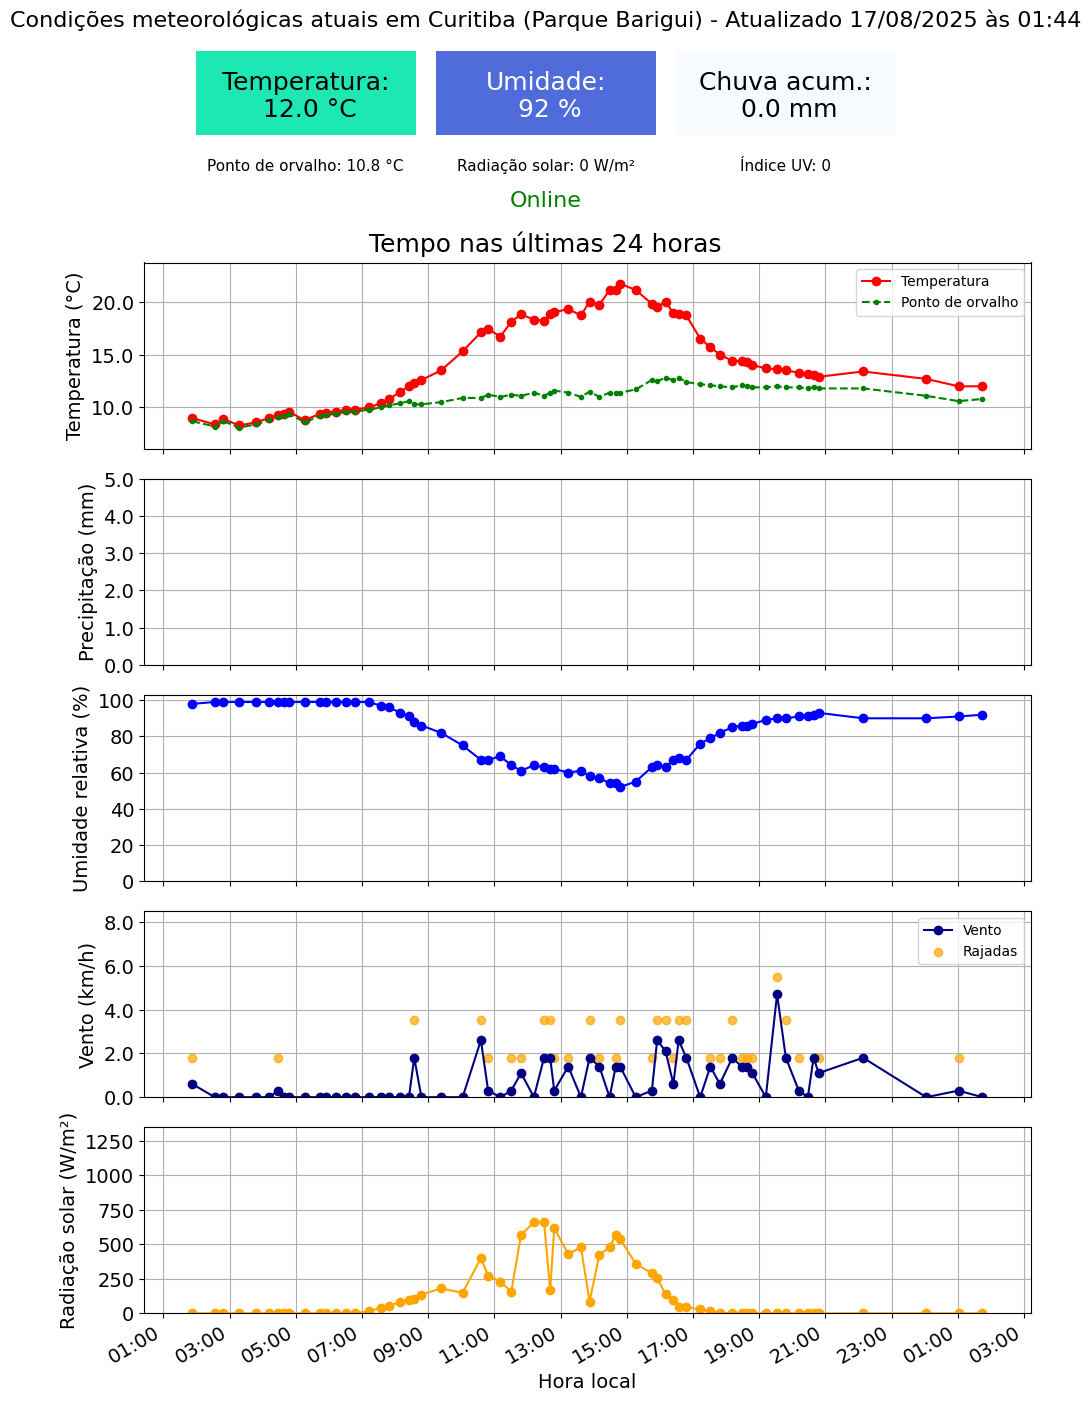 Condições meteorológicas atuais em Curitiba (Parque Barigui) - Atualizado 17/08/2025 às 01:44
Temperatura:
12.0 °C
Umidade:
92 %
Chuva acum.:
0.0 mm
Ponto de orvalho: 10.8 °C
Radiação solar: 0 W/m²
Índice UV: 0
Online
Tempo nas últimas 24 horas
Temperatura (°C)
20.0
15.0
10.0
Temperatura
Ponto de orvalho
Precipitação (mm)
5.0
4.0
3.0
2.0
1.0
0.0
Umidade relativa (%)
100
80
60
40
20
0
Vento (km/h)
8.0
6.0
4.0
2.0
0.0
Vento
Rajadas
Radiação solar (W/m²)
1250
1000
750
500
250
0
01:00
03:00
05:00
07:00
09:00
11:00
13:00
15:00
17:00
19:00
21:00
23:00
01:00
03:00
Hora local